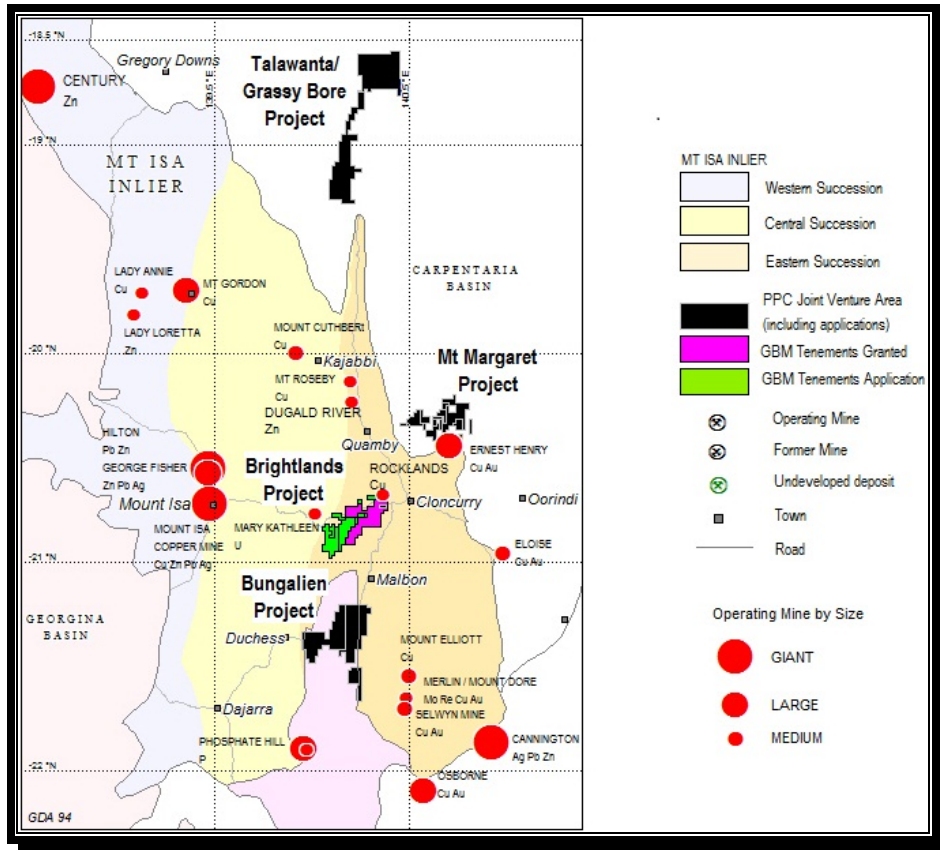 -18.5 °N
Gregory Downs
139.5 °E
140.5 °E
Talawanta/
Grassy Bore
Project
CENTURY
Zn
-19 °N
MT ISA
INLIER
CARPENTARIA
BASIN
LADY ANNIE
Cu
MT GORDON
Cu
LADY LORETTA
Zn
MOUNT CUTHBERT
Cu
-20 °N
Kajabbi
Mt Margaret
Project
MT ROSEBY
Cu
DUGALD RIVER
Zn
Quamby
HILTON
Pb Zn
GEORGE FISHER
Zn Pb Ag
Brightlands
Project
ERNEST HENRY
Cu Au
ROCKLANDS
Cu
Mount Isa
Cloncurry
Oorindi
MOUNT ISA
COPPER MINE
Cu Zn Pb Ag
MARY KATHLEEN
U
ELOISE
Cu Au
-21 °N
Bungalien
Project
Malbon
GEORGINA
BASIN
Duchess
MOUNT ELLIOTT
Cu
MERLIN / MOUNT DORE
Mo Re Cu Au
SELWYN MINE
Cu Au
Dajarra
PHOSPHATE HILL
P
CANNINGTON
Ag Pb Zn
-22 °N
OSBORNE
Cu Au
GDA 94
MT ISA INLIER
Western Succession
Central Succession
Eastern Succession
PPC Joint Venture Area
(including applications)
GBM Tenements Granted
GBM Tenements Application
Operating Mine
Former Mine
Undeveloped deposit
Town
Road
Operating Mine by Size
GIANT
LARGE
MEDIUM